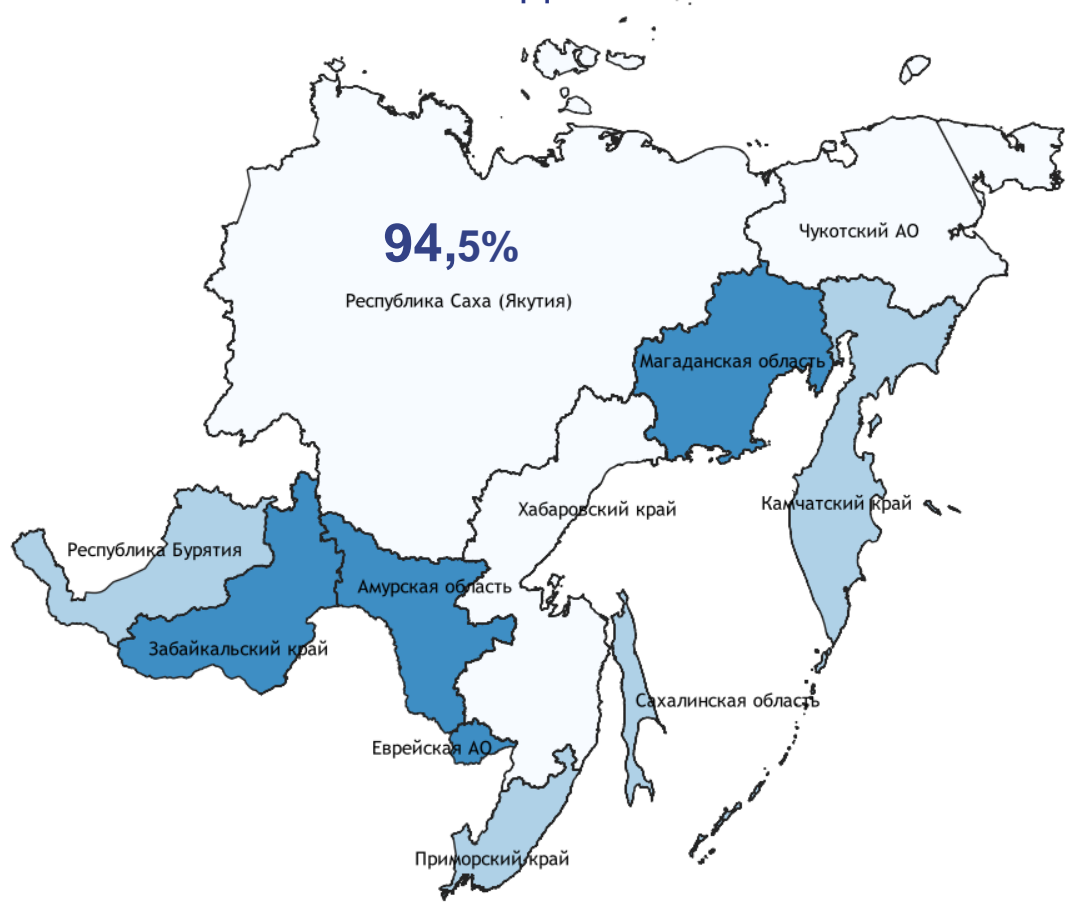 Чукотский АО
94,5%
Республика Саха (Якутия)
Магаданская область
Хабаровский край
Камчатский край
Республика Бурятия
Амурская область
Забайкальский край
Сахалинская область
Еврейская АО
Приморский край